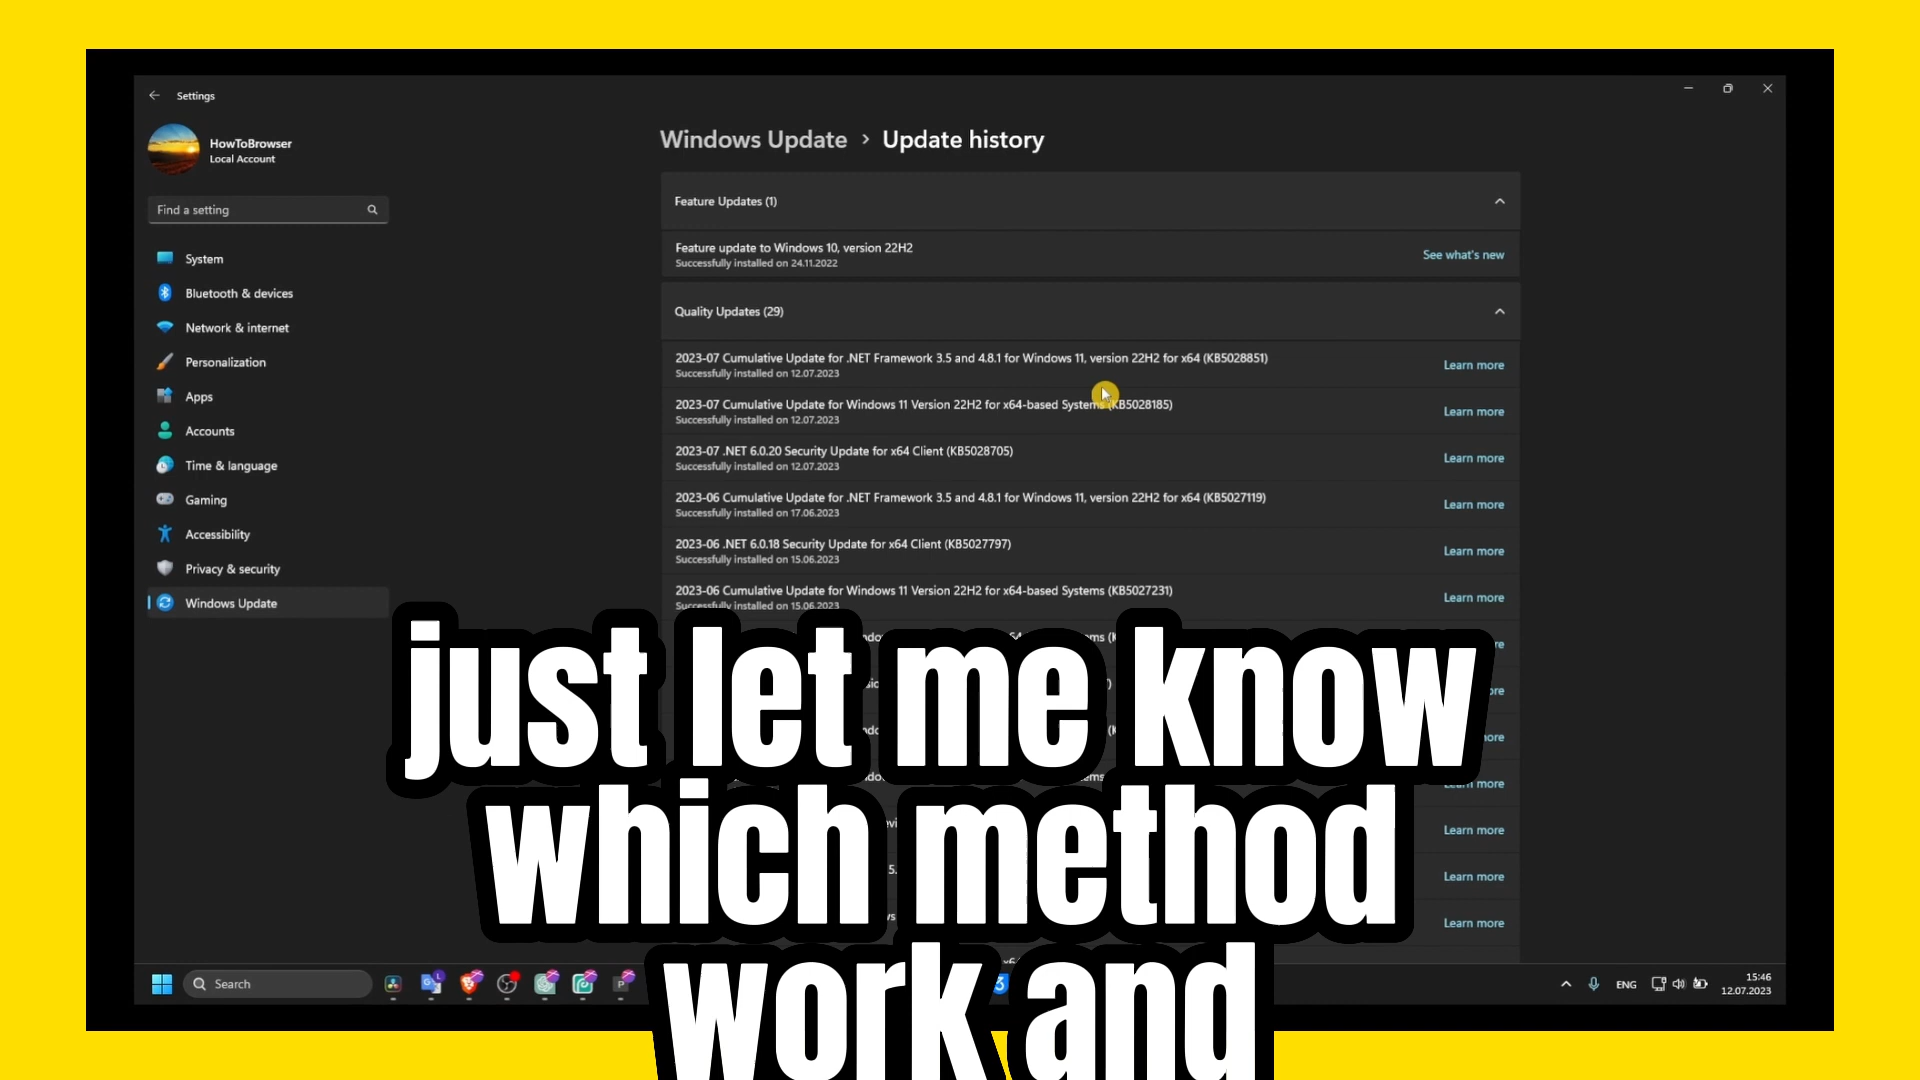 Settings
HowToBrowser
Local Account
Find a setting
System
Bluetooth & devices
Network & internet
Personalization
Apps
Accounts
Time & language
Gaming
Accessibility
Privacy & security
Windows Update
Windows Update > Update history
Feature Updates (1)
Feature update to Windows 10, version 22H2
Successfully installed on 24.11.2022
See what's new
Quality Updates (29)
2023-07 Cumulative Update for .NET Framework 3.5 and 4.8.1 for Windows 11, version 22H2 for x64 (KB5028851)
Successfully installed on 12.07.2023
Learn more
2023-07 Cumulative Update for Windows 11 Version 22H2 for x64-based Systems (KB5028185)
Successfully installed on 12.07.2023
Learn more
2023-07 .NET 6.0.20 Security Update for x64 Client (KB5028705)
Successfully installed on 12.07.2023
Learn more
2023-06 Cumulative Update for .NET Framework 3.5 and 4.8.1 for Windows 11, version 22H2 for x64 (KB5027119)
Successfully installed on 17.06.2023
Learn more
2023-06 .NET 6.0.18 Security Update for x64 Client (KB5027797)
Successfully installed on 15.06.2023
Learn more
2023-06 Cumulative Update for Windows 11 Version 22H2 for x64-based Systems (KB5027231)
Successfully installed on 15.06.2023
Learn more
just let me know
which method
work and
Learn more
Learn more
Learn more
Learn more
Search
ENG
15:46
12.07.2023